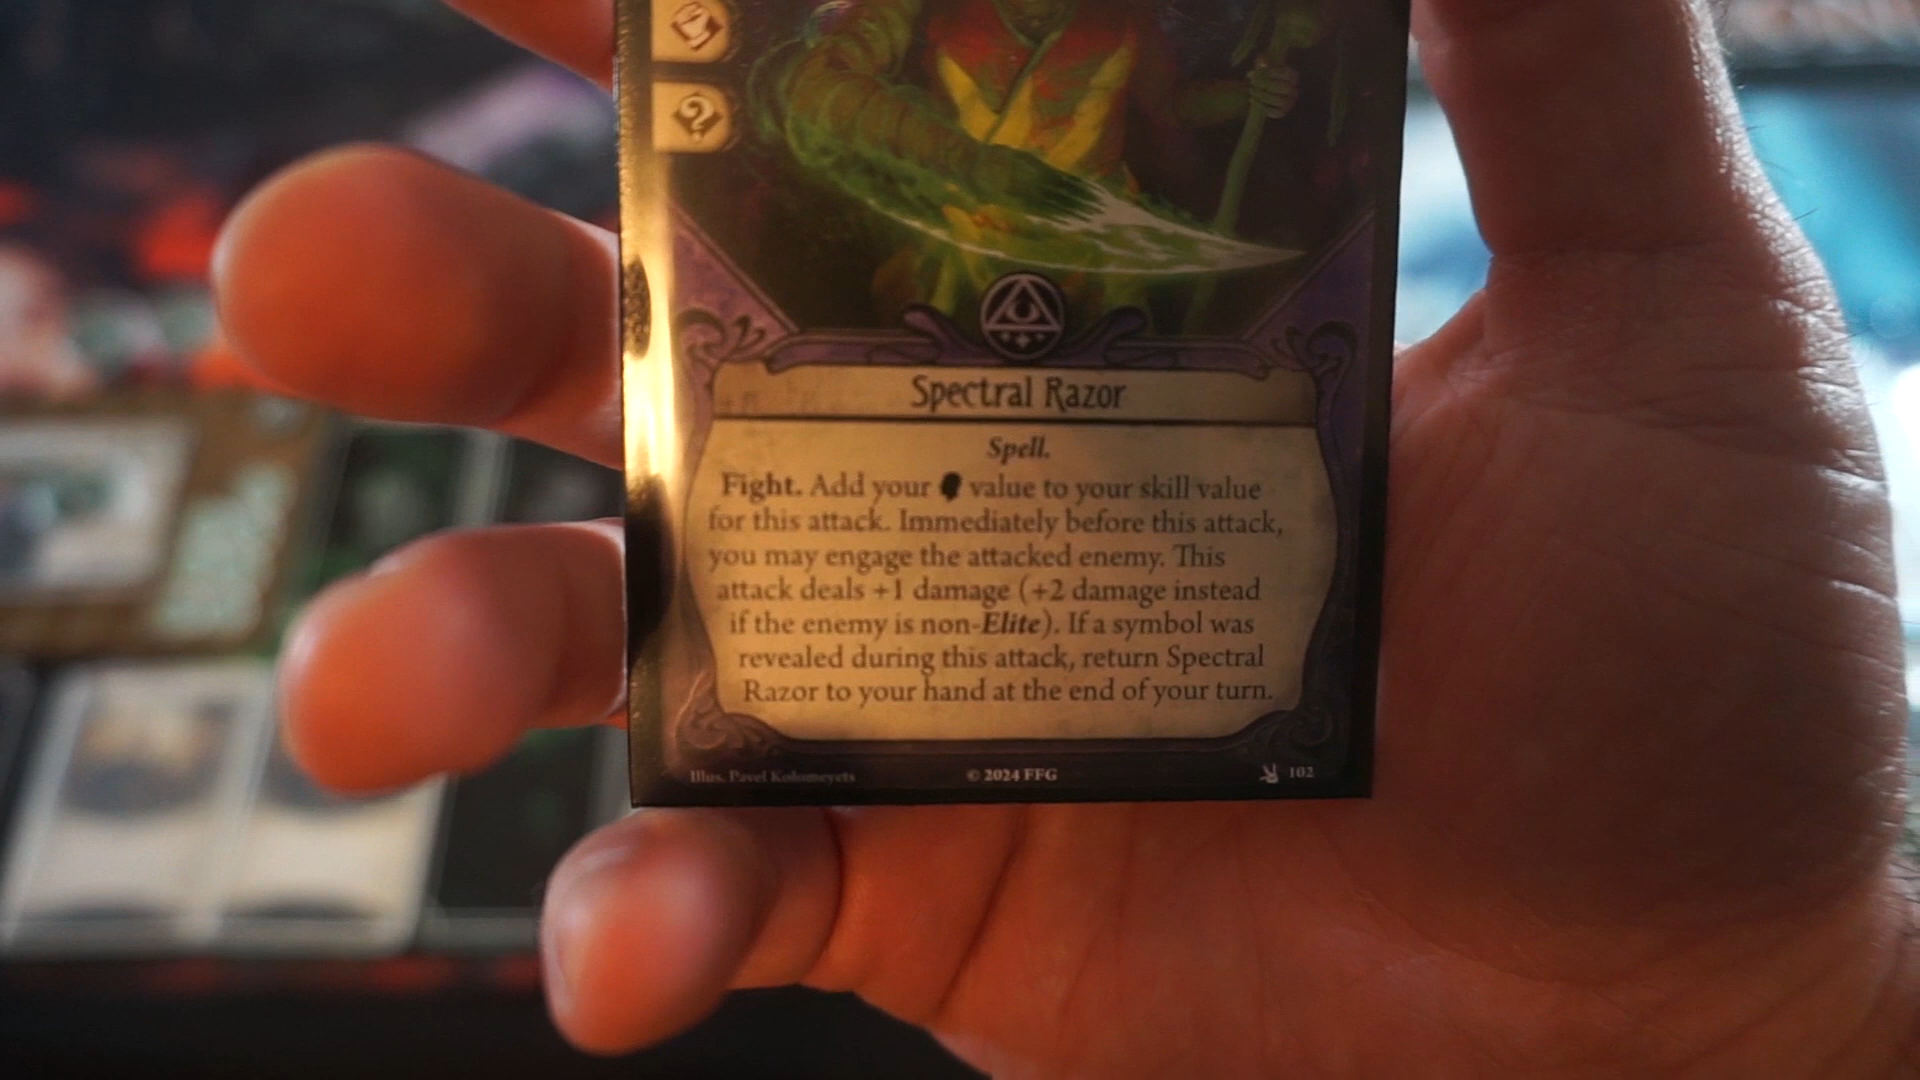 Spectral Razor
Spell.
Fight. Add your value to your skill value
for this attack. Immediately before this attack,
you may engage the attacked enemy. This
attack deals +1 damage (+2 damage instead
if the enemy is non-Elite). If a symbol was
revealed during this attack, return Spectral
Razor to your hand at the end of your turn.
Illus. Pavel Kolomeyets
© 2024 FFG
102